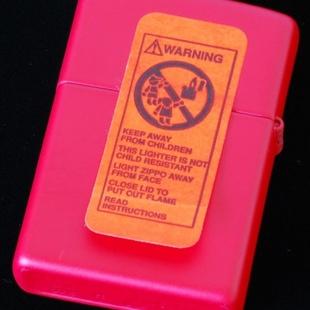 WARNING
KEEP AWAY
FROM CHILDREN
THIS LIGHTER IS NOT
CHILD RESISTANT
LIGHT ZIPPO AWAY
FROM FACE
CLOSE LID TO
PUT OUT FLAME
READ
INSTRUCTIONS